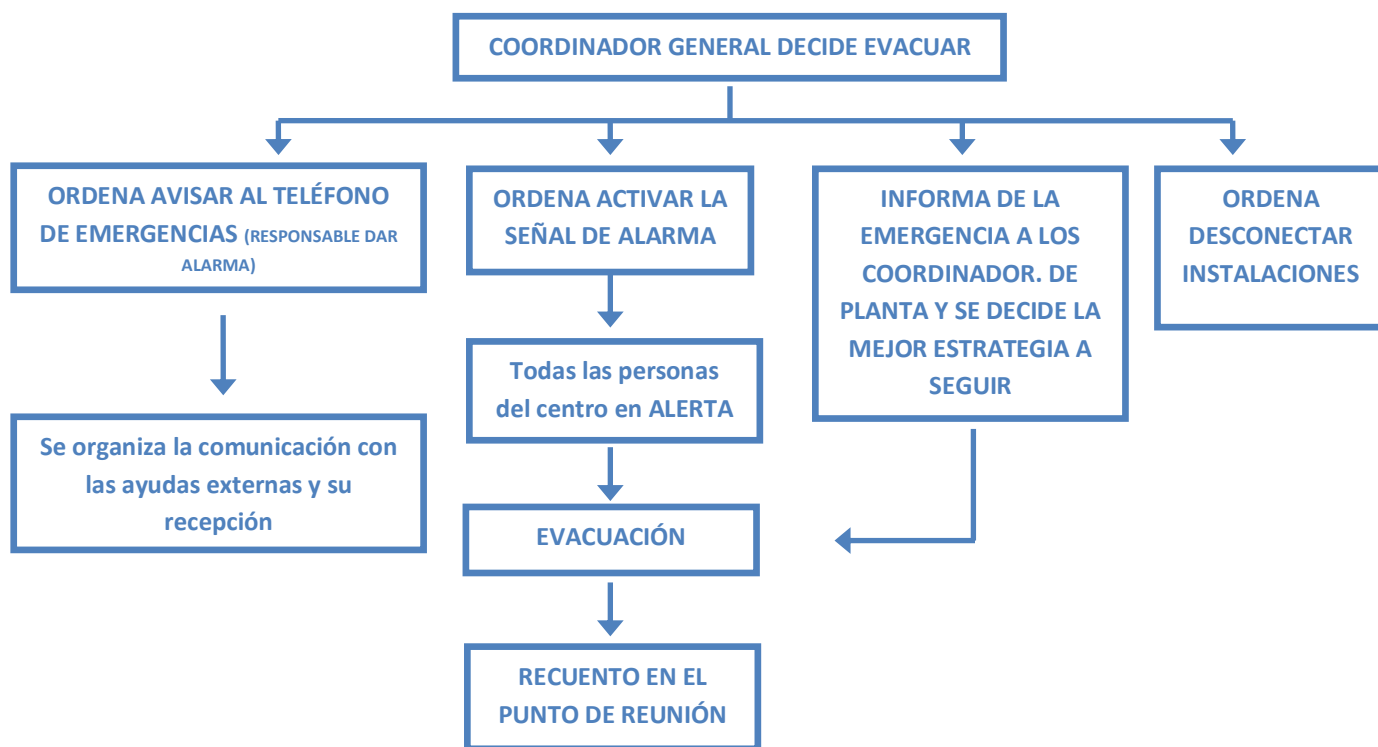 COORDINADOR GENERAL DECIDE EVACUAR
ORDENA AVISAR AL TELÉFONO
DE EMERGENCIAS (RESPONSABLE DAR
ALARMA)
ORDENA ACTIVAR LA
SEÑAL DE ALARMA
INFORMA DE LA
EMERGENCIA A LOS
COORDINADOR. DE
PLANTA Y SE DECIDE LA
MEJOR ESTRATEGIA A
SEGUIR
ORDENA
DESCONECTAR
INSTALACIONES
Todas las personas
del centro en ALERTA
Se organiza la comunicación con
las ayudas externas y su
recepción
EVACUACIÓN
RECUENTO EN EL
PUNTO DE REUNIÓN